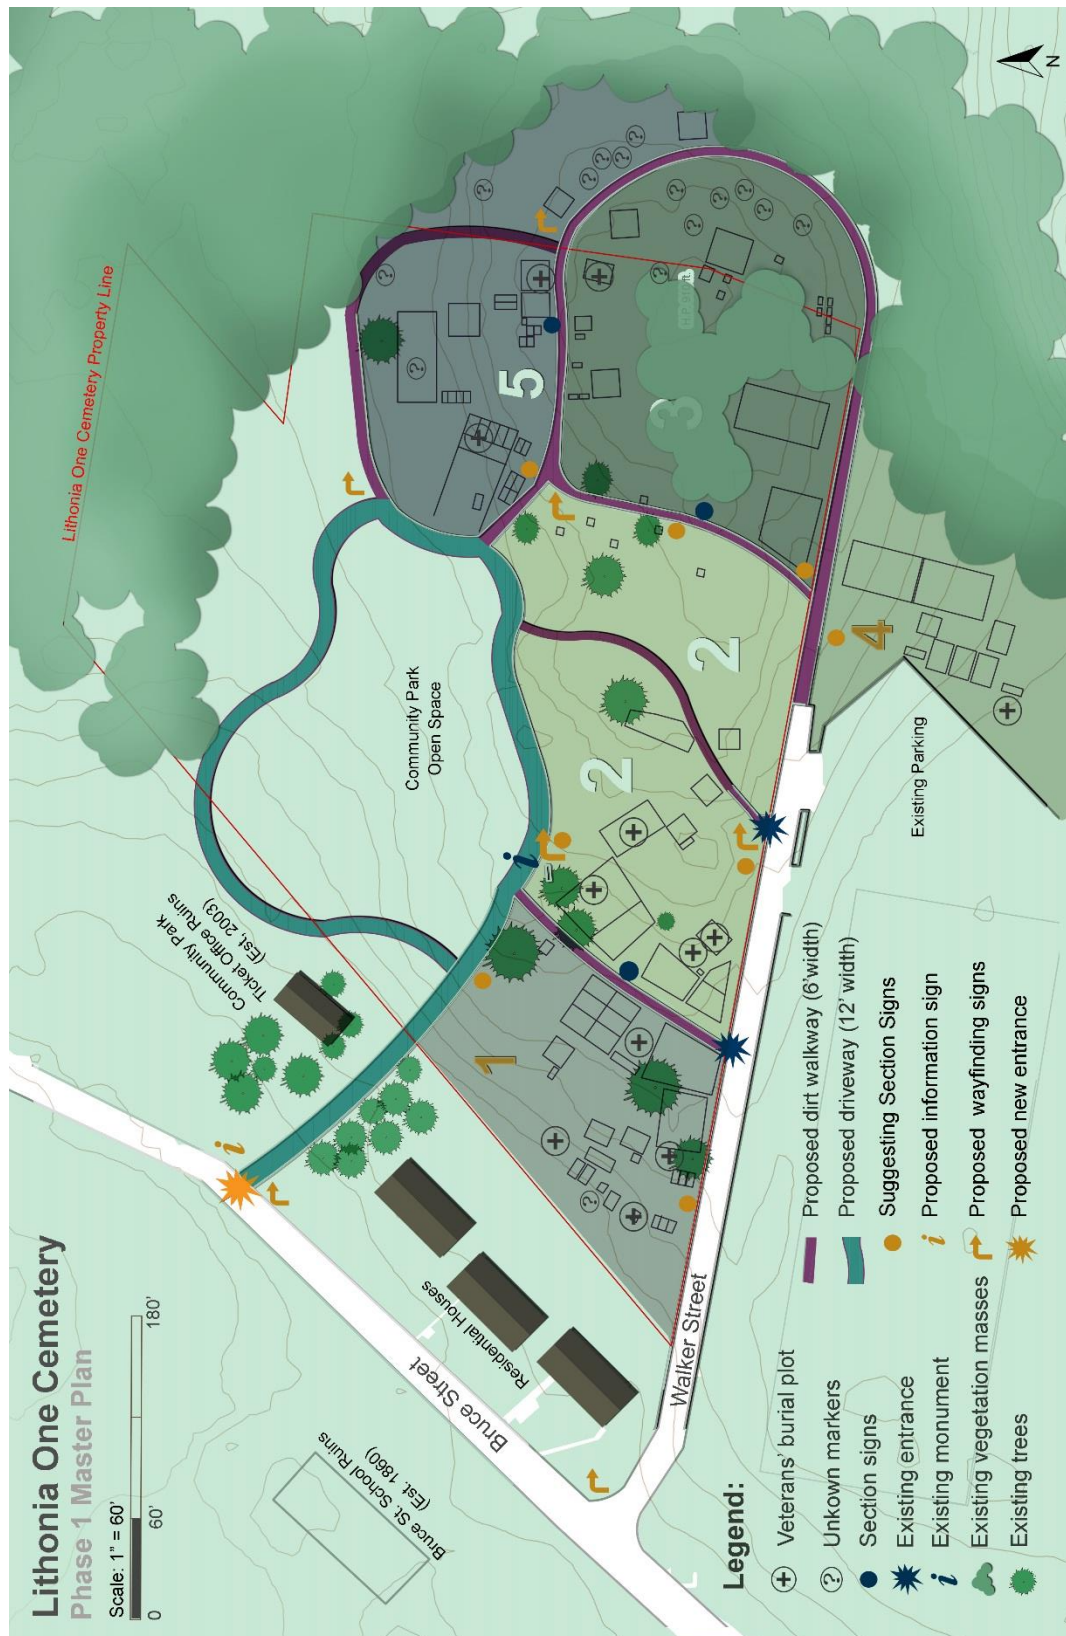 Lithonia One Cemetery
Phase 1 Master Plan
Scale: 1" = 60'
0
60'
180'
Bruce St. School Ruins
(Est. 1860)
Bruce Street
Residential Houses
Walker Street
Community Park
Ticket Office Ruins
(Est, 2003)
Lithonia One Cemetery Property Line
Community Park
Open Space
i
i
1
2
2
3
4
5
Existing Parking
N
Legend:
Veterans' burial plot
Unkown markers
Section signs
Existing entrance
Existing monument
Existing vegetation masses
Existing trees
Proposed dirt walkway (6'width)
Proposed driveway (12' width)
Suggesting Section Signs
Proposed information sign
Proposed wayfinding signs
Proposed new entrance